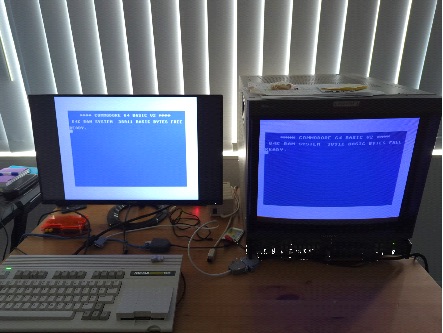 **** COMMODORE 64 BASIC V2 ****
64K RAM SYSTEM 38911 BASIC BYTES FREE
READY.
**** COMMODORE 64 BASIC V2 ****
64K RAM SYSTEM 38911 BASIC BYTES FREE
READY.